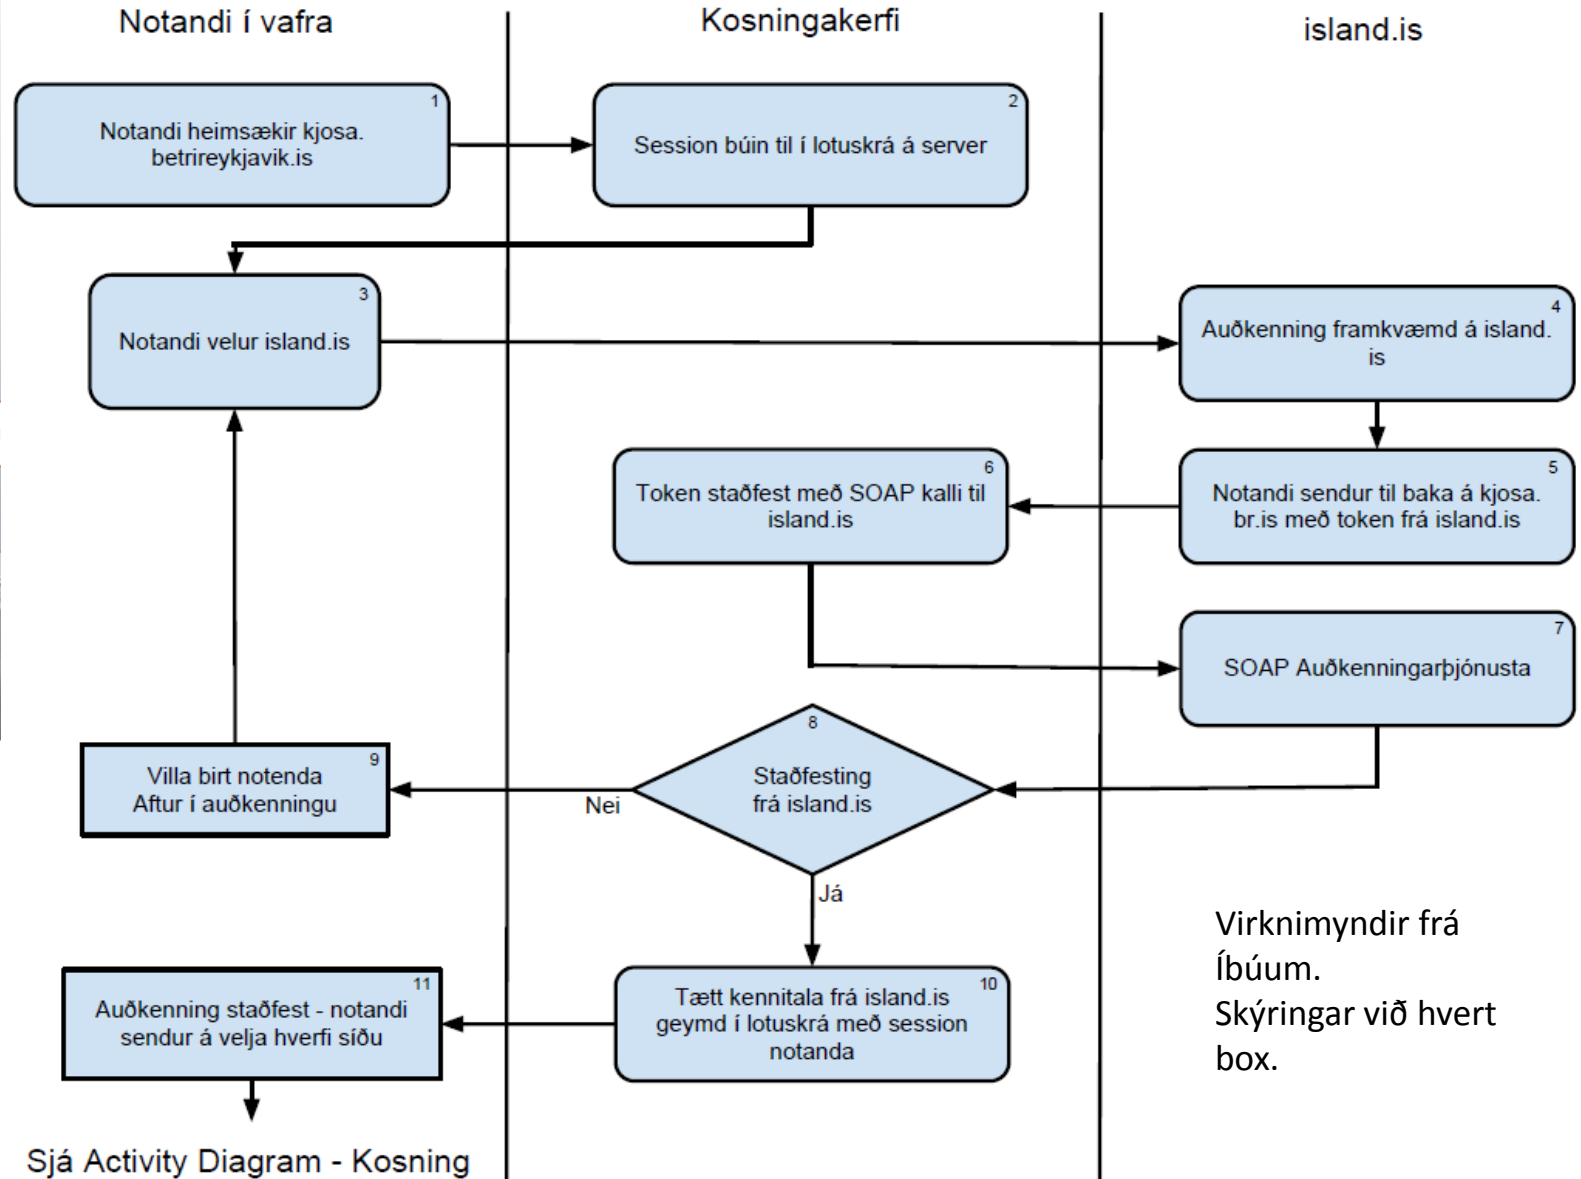 Notandi í vafra
Kosningakerfi
island.is
1
Notandi heimsækir kjosa.
betrireykjavik.is
2
Session búin til í lotuskrá á server
3
Notandi velur island.is
4
Auðkenning framkvæmd á island.
is
5
Notandi sendur til baka á kjosa.
br.is með token frá island.is
6
Token staðfest með SOAP kalli til
island.is
7
SOAP Auðkenningarþjónusta
8
Staðfesting
frá island.is
Nei
Já
9
Villa birt notenda
Aftur í auðkenningu
10
Tætt kennitala frá island.is
geymd í lotuskrá með session
notanda
11
Auðkenning staðfest - notandi
sendur á velja hverfi síðu
Sjá Activity Diagram - Kosning
Virknimyndir frá
Íbúum.
Skýringar við hvert
box.